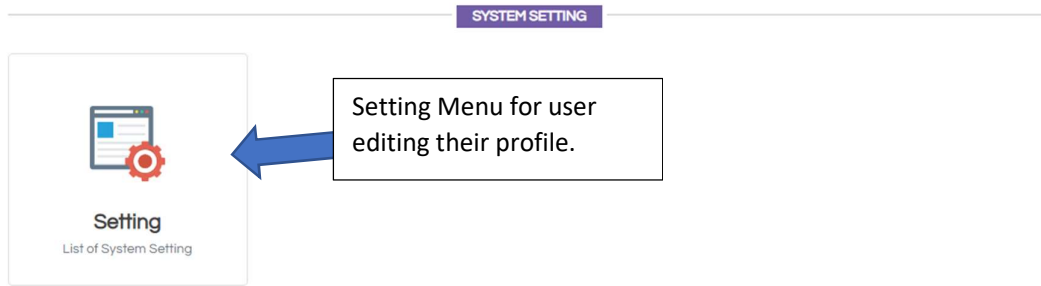 SYSTEM SETTING
Setting Menu for user
editing their profile.
Setting
List of System Setting